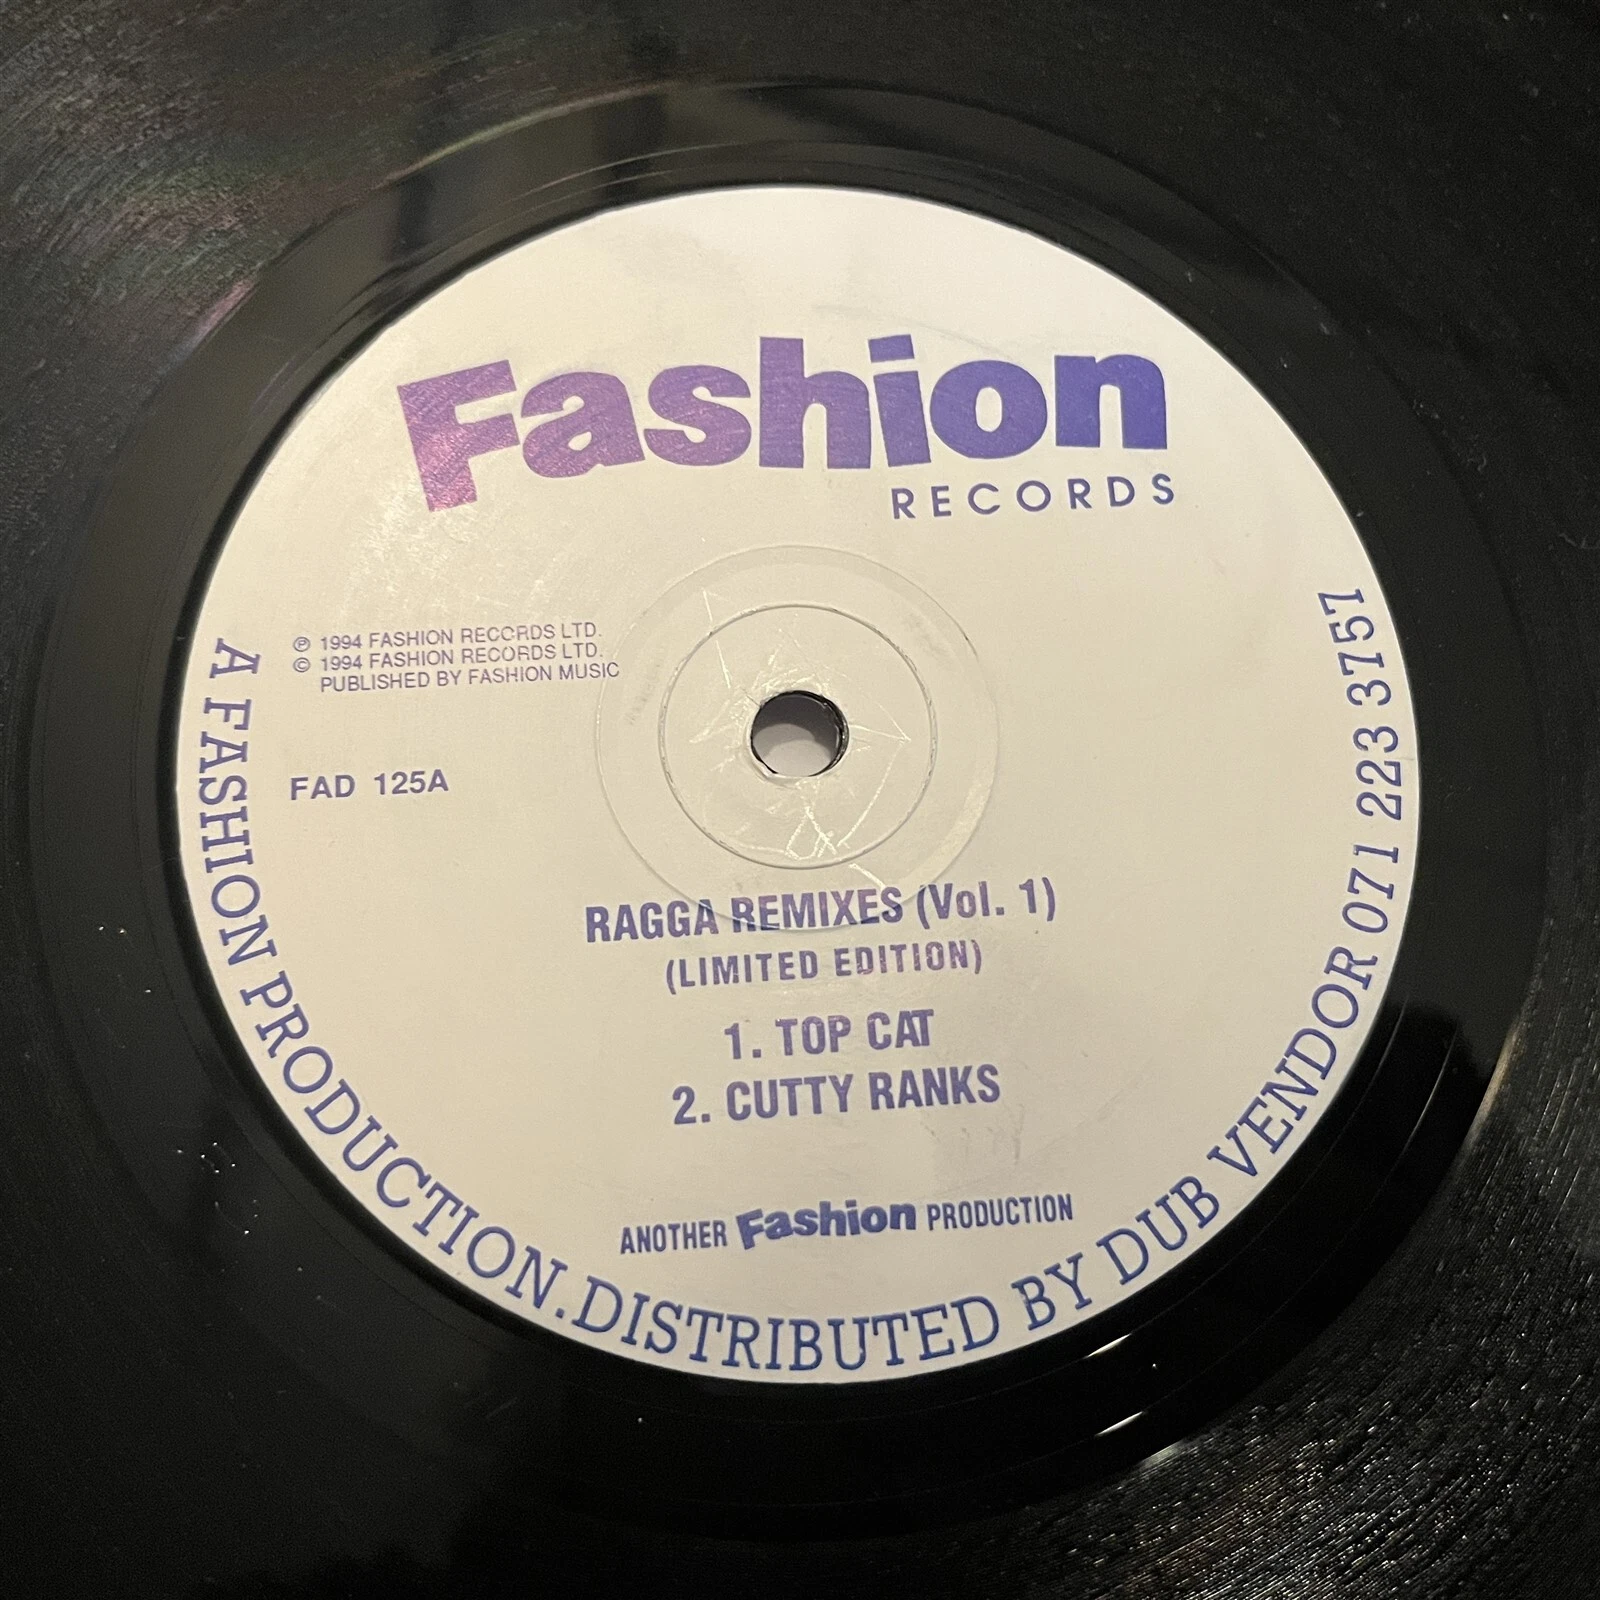 Fashion
RECORDS
℗ 1994 FASHION RECORDS LTD.
© 1994 FASHION RECORDS LTD.
PUBLISHED BY FASHION MUSIC
FAD 125A
RAGGA REMIXES (Vol. 1)
(LIMITED EDITION)
1. TOP CAT
2. CUTTY RANKS
ANOTHER Fashion PRODUCTION
A FASHION PRODUCTION. DISTRIBUTED BY DUB VENDOR 071 223 3757